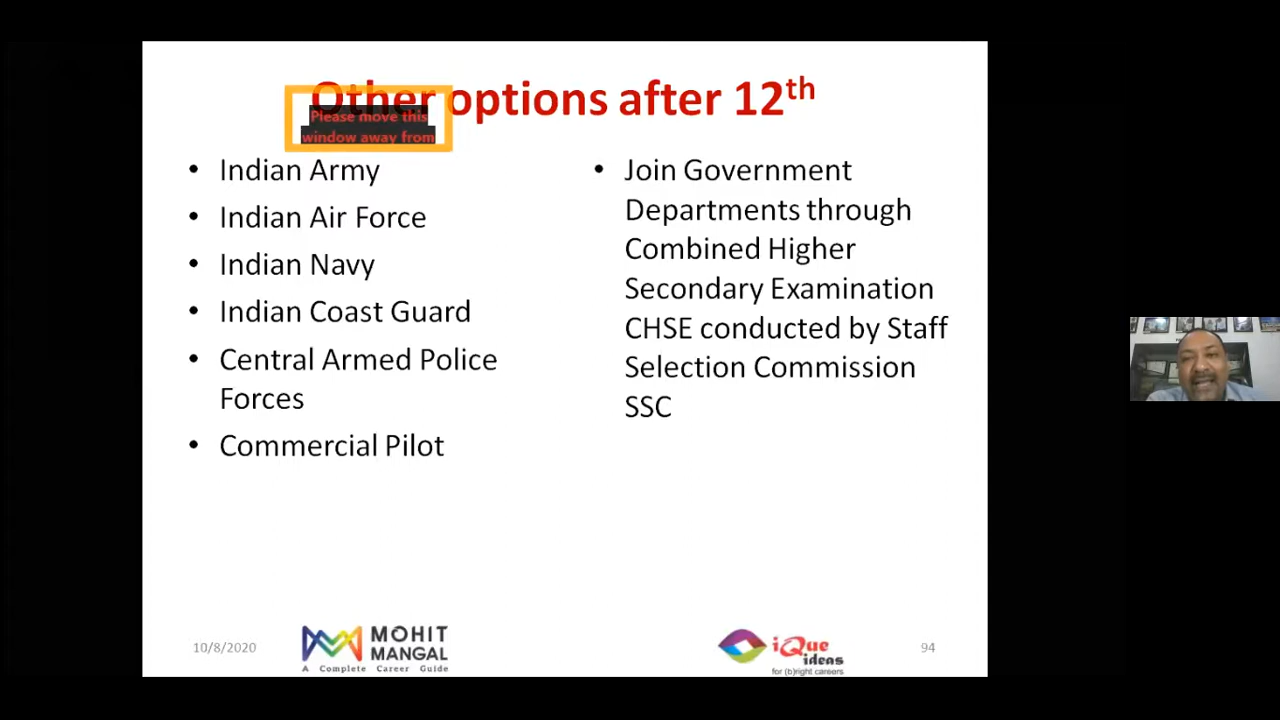 Other options after 12th
Please move this
window away from
• Indian Army
• Indian Air Force
• Indian Navy
• Indian Coast Guard
• Central Armed Police
Forces
• Commercial Pilot
• Join Government
Departments through
Combined Higher
Secondary Examination
CHSE conducted by Staff
Selection Commission
SSC
10/8/2020
MOHIT
MANGAL
A Complete Career Guide
iQue
ideas
for (b)right careers
94